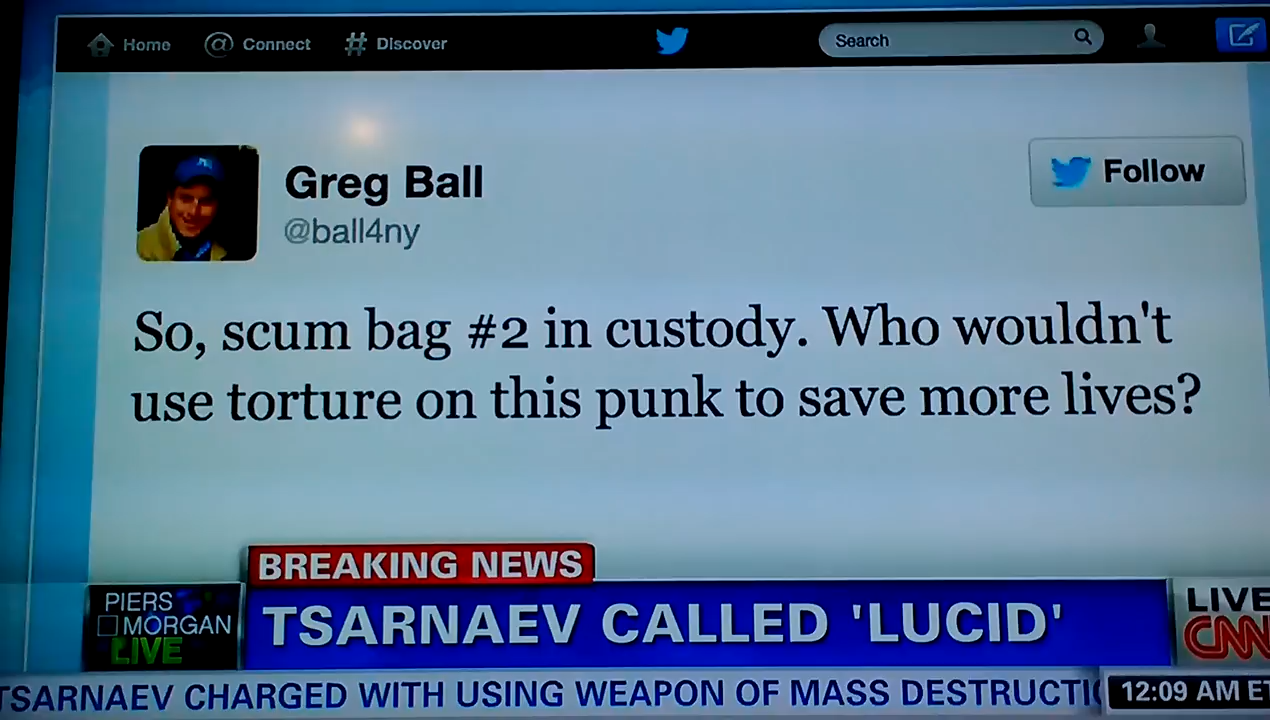 Home @ Connect # Discover Search
Greg Ball
@ball4ny
Follow
So, scum bag #2 in custody. Who wouldn't
use torture on this punk to save more lives?
BREAKING NEWS
PIERS
MORGAN
LIVE
TSARNAEV CALLED 'LUCID'
LIVE
CNN
TSARNAEV CHARGED WITH USING WEAPON OF MASS DESTRUCTI
12:09 AM ET